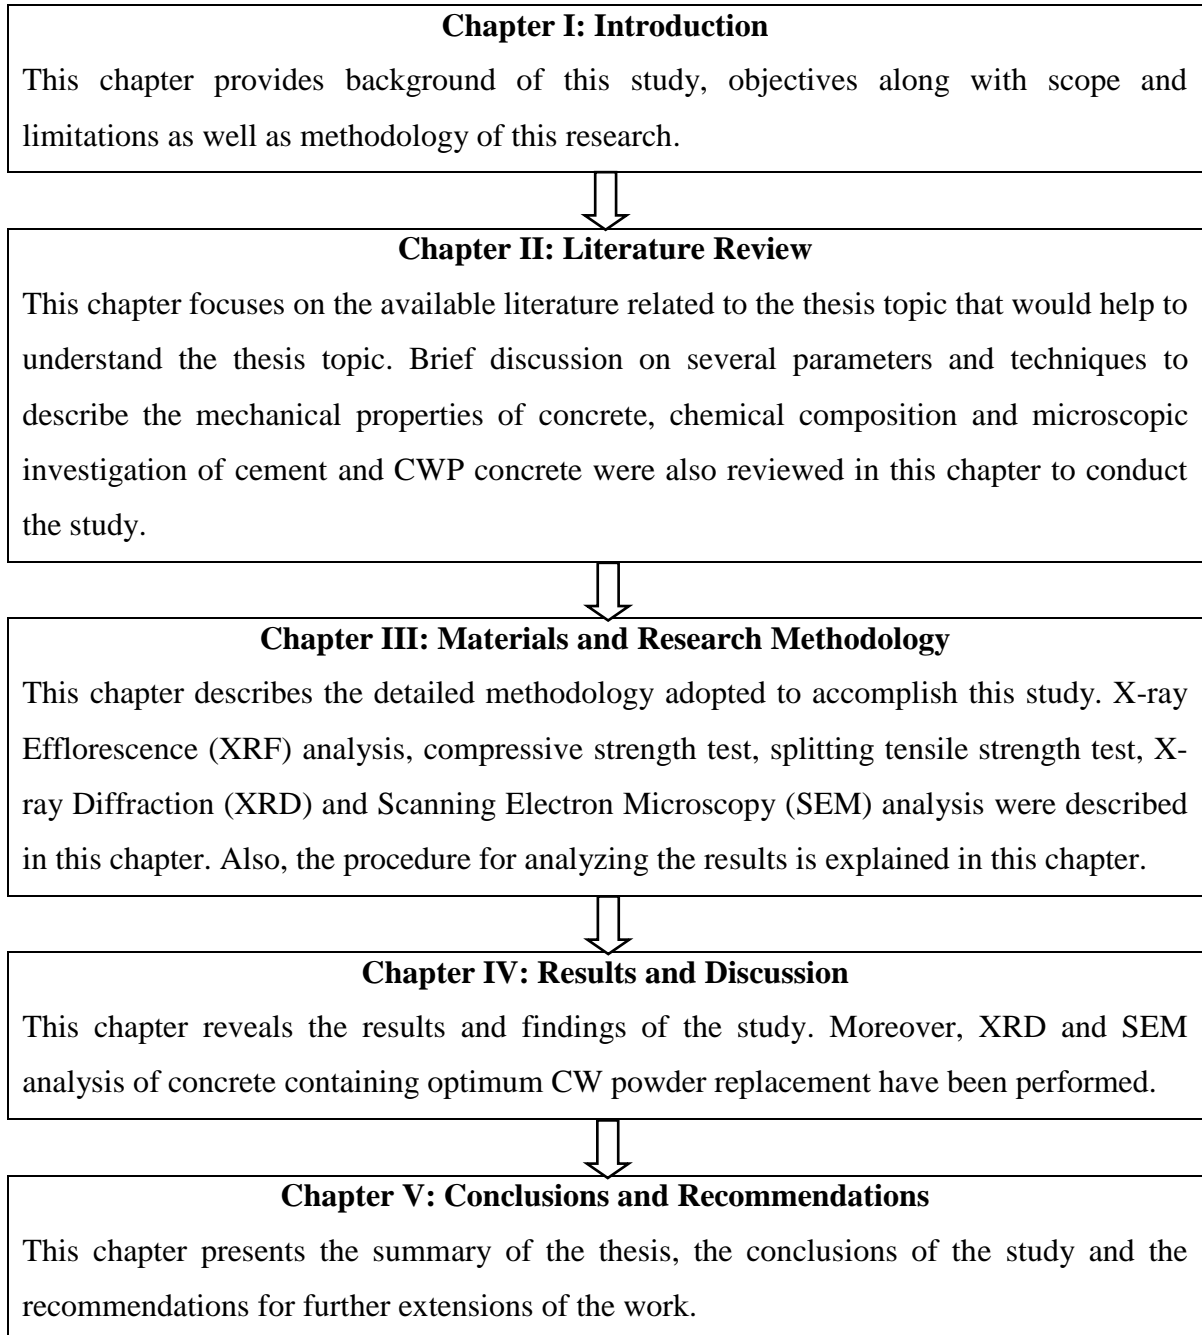 Chapter I: Introduction
This chapter provides background of this study, objectives along with scope and
limitations as well as methodology of this research.
Chapter II: Literature Review
This chapter focuses on the available literature related to the thesis topic that would help to
understand the thesis topic. Brief discussion on several parameters and techniques to
describe the mechanical properties of concrete, chemical composition and microscopic
investigation of cement and CWP concrete were also reviewed in this chapter to conduct
the study.
Chapter III: Materials and Research Methodology
This chapter describes the detailed methodology adopted to accomplish this study. X-ray
Efflorescence (XRF) analysis, compressive strength test, splitting tensile strength test, X-
ray Diffraction (XRD) and Scanning Electron Microscopy (SEM) analysis were described
in this chapter. Also, the procedure for analyzing the results is explained in this chapter.
Chapter IV: Results and Discussion
This chapter reveals the results and findings of the study. Moreover, XRD and SEM
analysis of concrete containing optimum CW powder replacement have been performed.
Chapter V: Conclusions and Recommendations
This chapter presents the summary of the thesis, the conclusions of the study and the
recommendations for further extensions of the work.